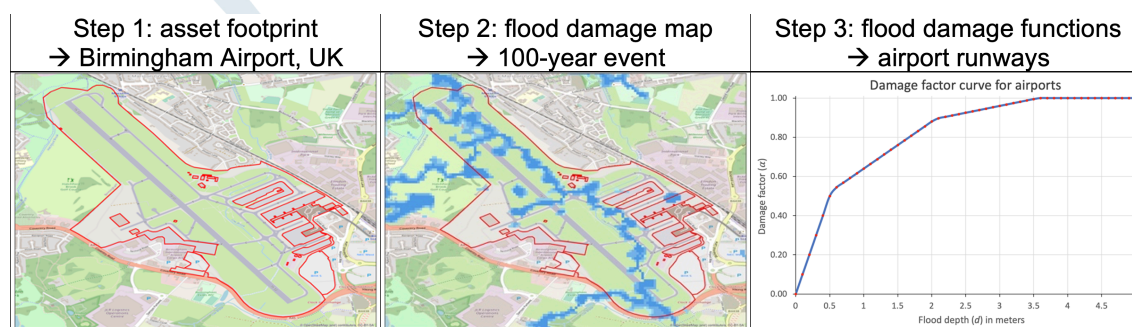 Step 1: asset footprint
→ Birmingham Airport, UK
Step 2: flood damage map
→ 100-year event
Step 3: flood damage functions
→ airport runways
Damage factor curve for airports
Damage factor (α)
1.00
0.80
0.60
0.40
0.20
0.00
0
0.5
1
1.5
2
2.5
3
3.5
4
4.5
Flood depth (d) in meters